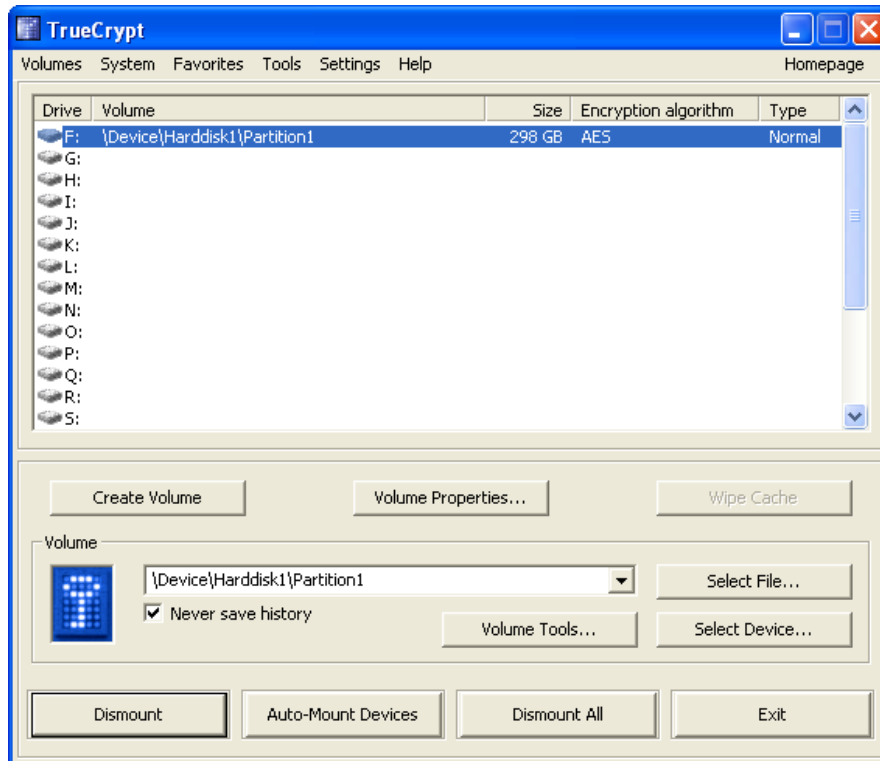 TrueCrypt
Volumes System Favorites Tools Settings Help Homepage
Drive Volume Size Encryption algorithm Type
F: \Device\Harddisk1\Partition1 298 GB AES Normal
G:
H:
I:
J:
K:
L:
M:
N:
O:
P:
Q:
R:
S:
Create Volume Volume Properties... Wipe Cache
Volume
\Device\Harddisk1\Partition1 Select File...
Never save history
Volume Tools... Select Device...
Dismount Auto-Mount Devices Dismount All Exit